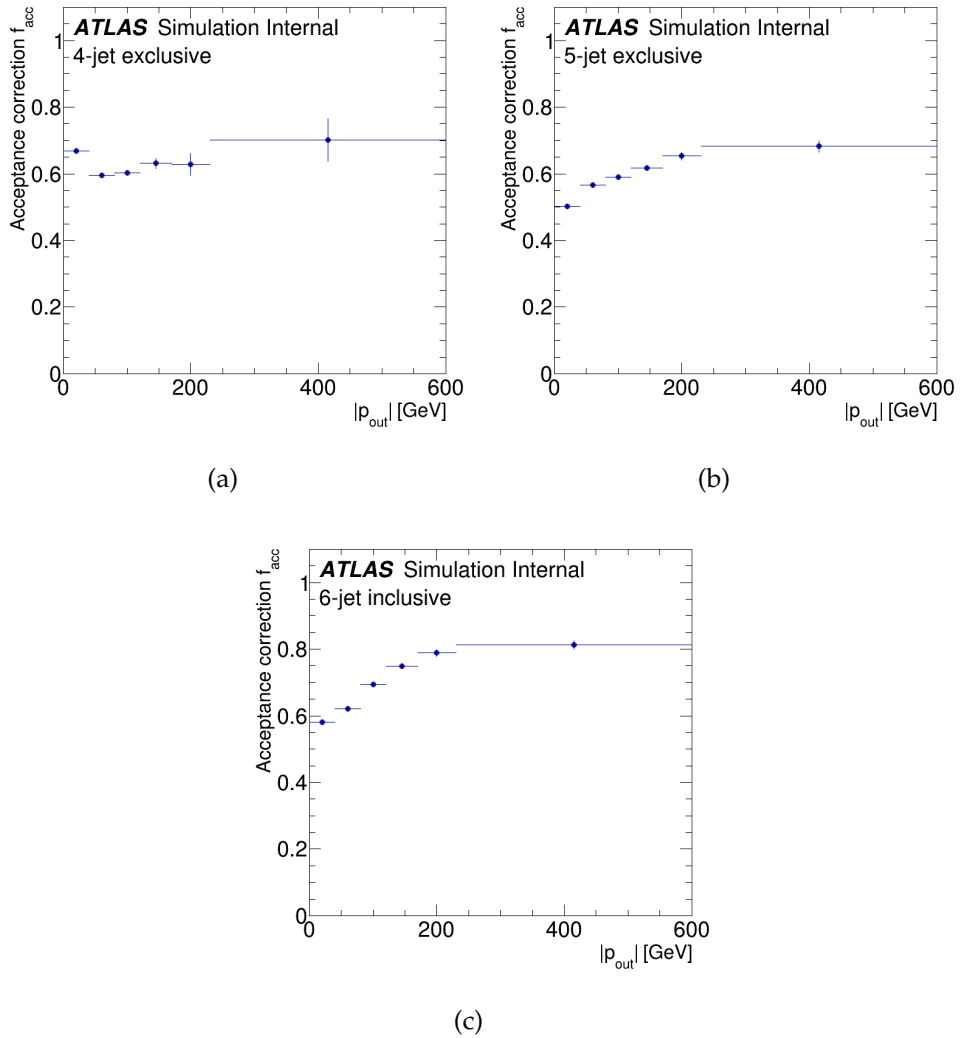 ATLAS Simulation Internal
4-jet exclusive
Acceptance correction f_acc
1
0.8
0.6
0.4
0.2
0
0 200 400 600
|p_out| [GeV]
(a)
ATLAS Simulation Internal
5-jet exclusive
Acceptance correction f_acc
1
0.8
0.6
0.4
0.2
0
0 200 400 600
|p_out| [GeV]
(b)
ATLAS Simulation Internal
6-jet inclusive
Acceptance correction f_acc
1
0.8
0.6
0.4
0.2
0
0 200 400 600
|p_out| [GeV]
(c)